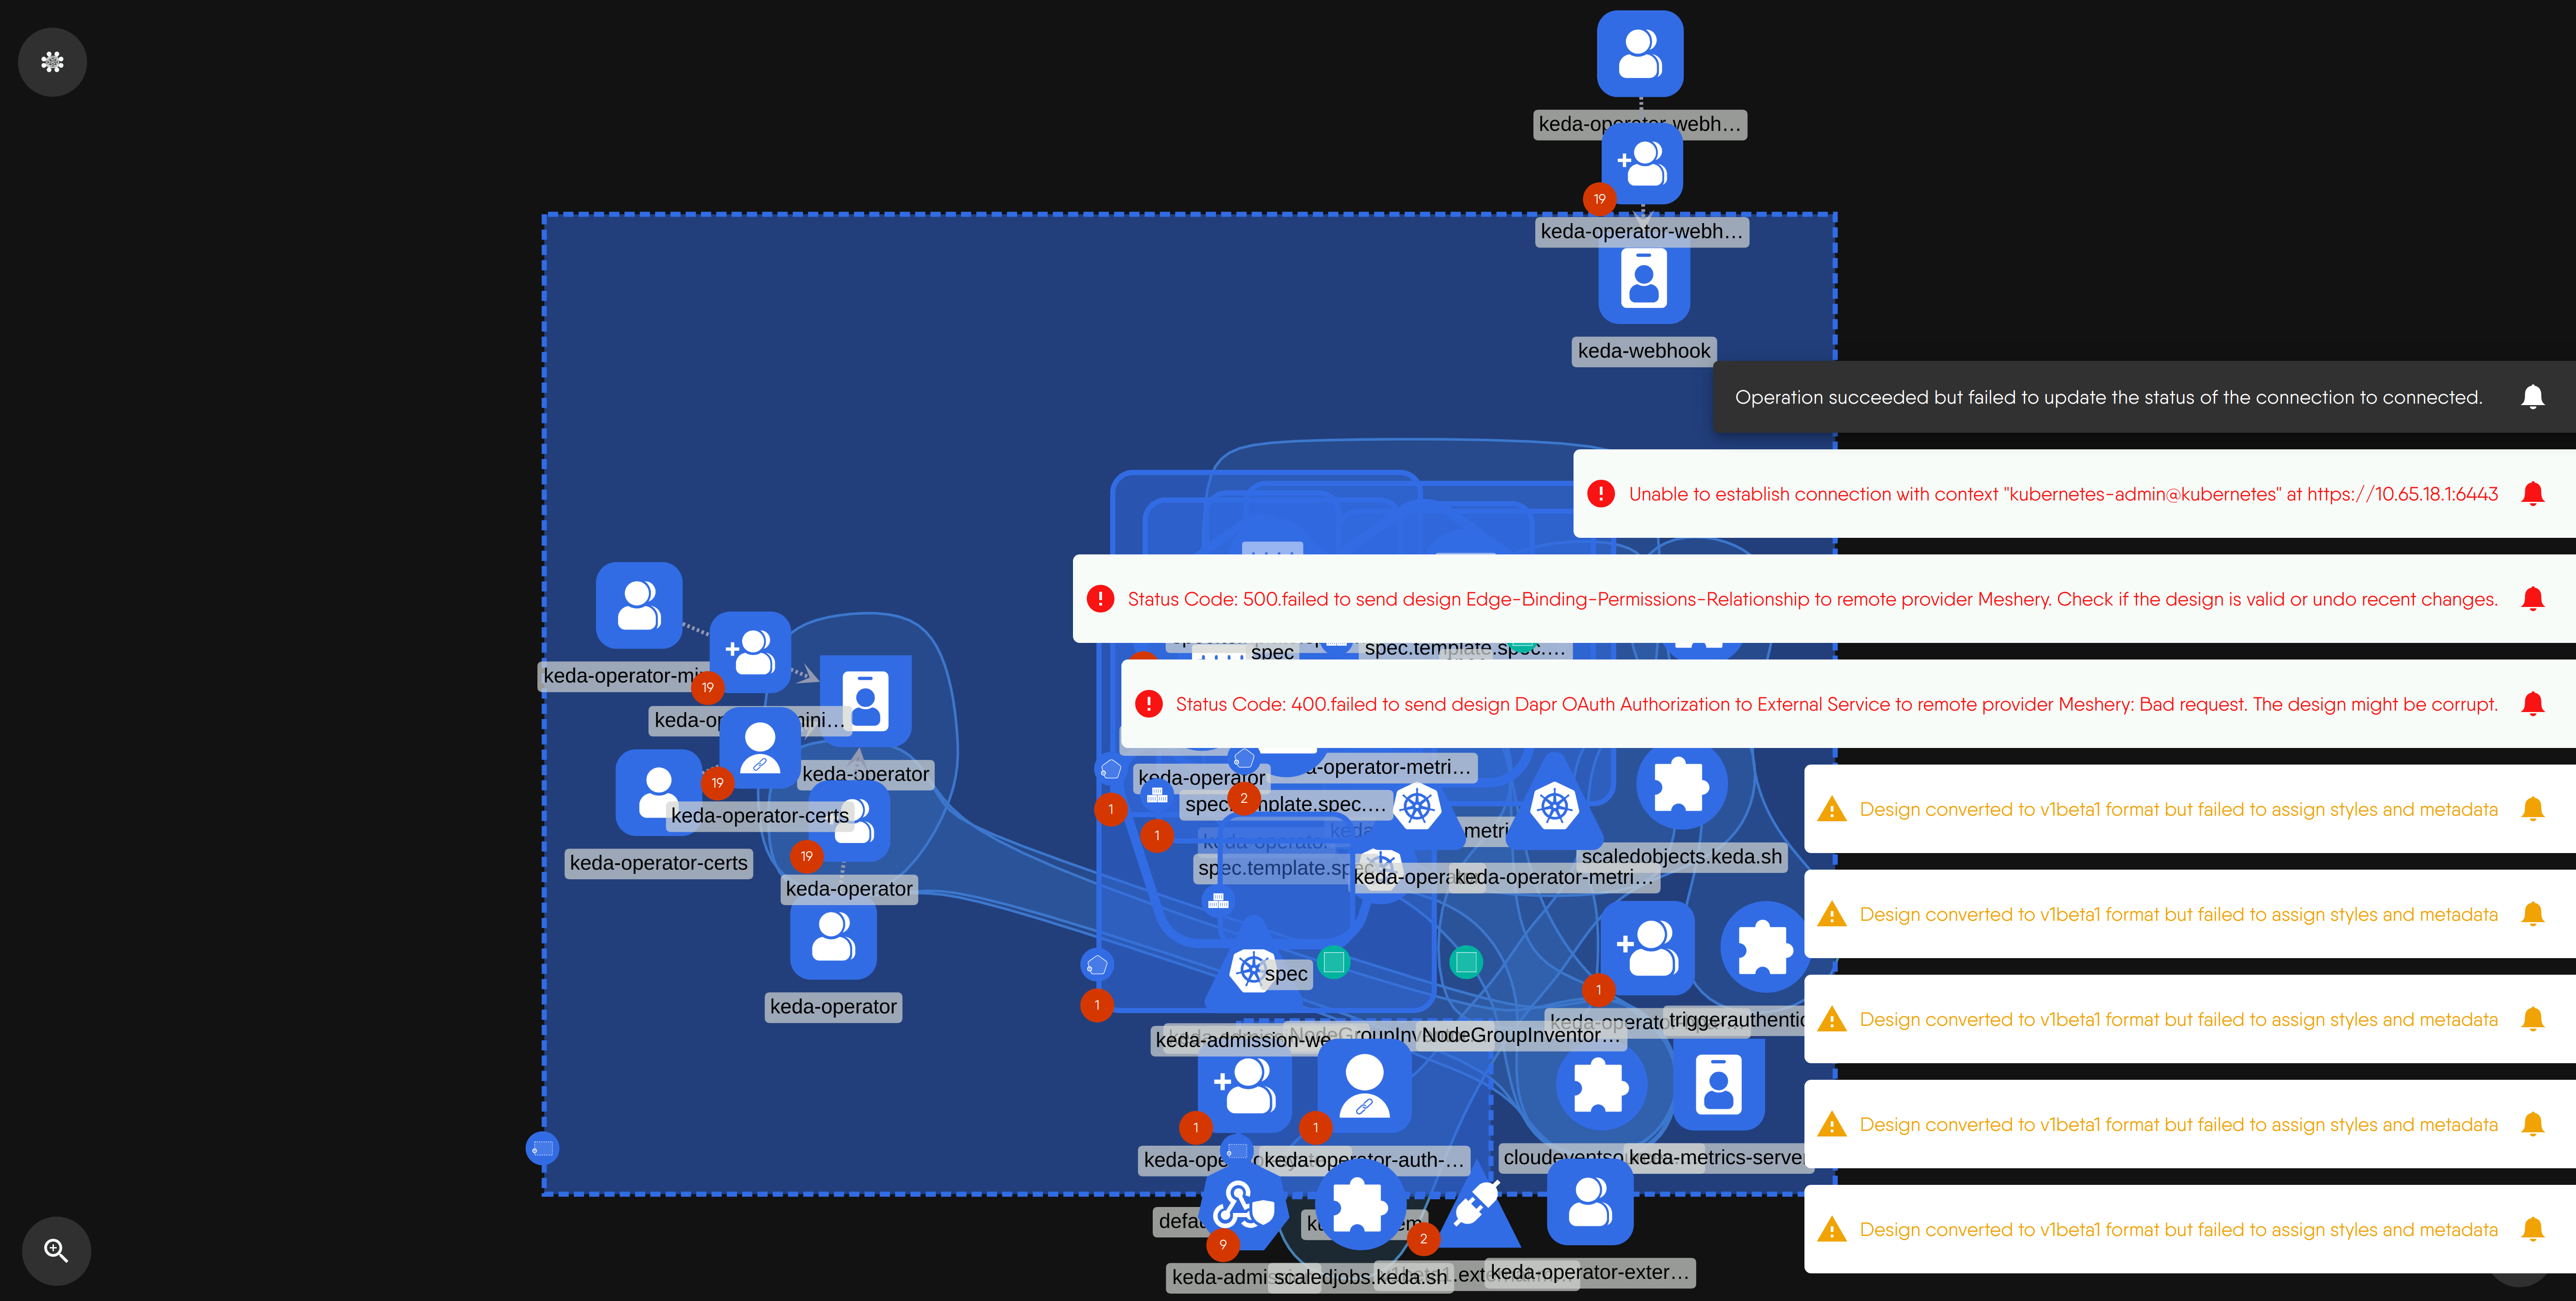 keda-operator-webh…
19
keda-operator-webh…
keda-webhook
Operation succeeded but failed to update the status of the connection to connected.
Unable to establish connection with context "kubernetes-admin@kubernetes" at https://10.65.18.1:6443
Status Code: 500.failed to send design Edge-Binding-Permissions-Relationship to remote provider Meshery. Check if the design is valid or undo recent changes.
spec
spec.template.spec.…
keda-operator-mi
19
Status Code: 400.failed to send design Dapr OAuth Authorization to External Service to remote provider Meshery: Bad request. The design might be corrupt.
keda-op
mini…
keda-operator
19
keda-operator
a-operator-metri…
1
2
spec.template.spec.…
Design converted to v1beta1 format but failed to assign styles and metadata
keda-operator-certs
1
metri
19
keda-operator-certs
scaledobjects.keda.sh
spec.template.sp
keda-opera
keda-operator-metri…
keda-operator
Design converted to v1beta1 format but failed to assign styles and metadata
spec
1
1
keda-operator
keda-operator
triggerauthentic
Design converted to v1beta1 format but failed to assign styles and metadata
keda-admission-we
NodeGroupInv
NodeGroupInventor…
1
1
Design converted to v1beta1 format but failed to assign styles and metadata
keda-ope
keda-operator-auth-…
cloudeventso
keda-metrics-server
defau
9
2
Design converted to v1beta1 format but failed to assign styles and metadata
keda-admis
scaledjobs.keda.sh
keda-operator-exter…